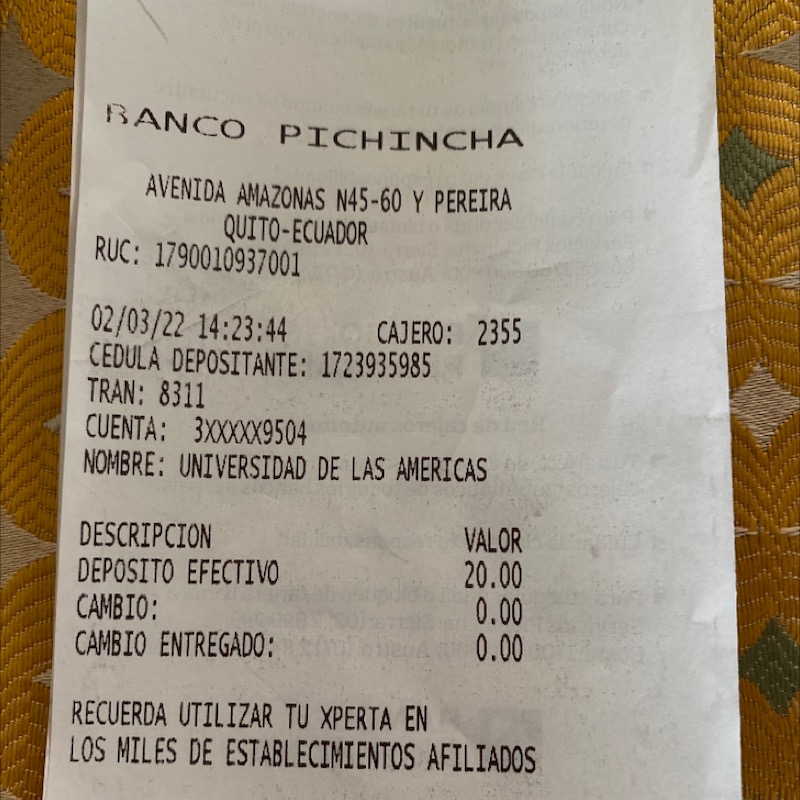 BANCO PICHINCHA
AVENIDA AMAZONAS N45-60 Y PEREIRA
QUITO-ECUADOR
RUC: 1790010937001
02/03/22 14:23:44 CAJERO: 2355
CEDULA DEPOSITANTE: 1723935985
TRAN: 8311
CUENTA: 3XXXXX9504
NOMBRE: UNIVERSIDAD DE LAS AMERICAS
DESCRIPCION VALOR
DEPOSITO EFECTIVO 20.00
CAMBIO: 0.00
CAMBIO ENTREGADO: 0.00
RECUERDA UTILIZAR TU XPERTA EN
LOS MILES DE ESTABLECIMIENTOS AFILIADOS